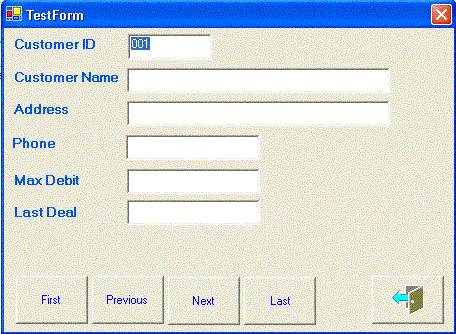 TestForm
Customer ID 001
Customer Name
Address
Phone
Max Debit
Last Deal
First Previous Next Last